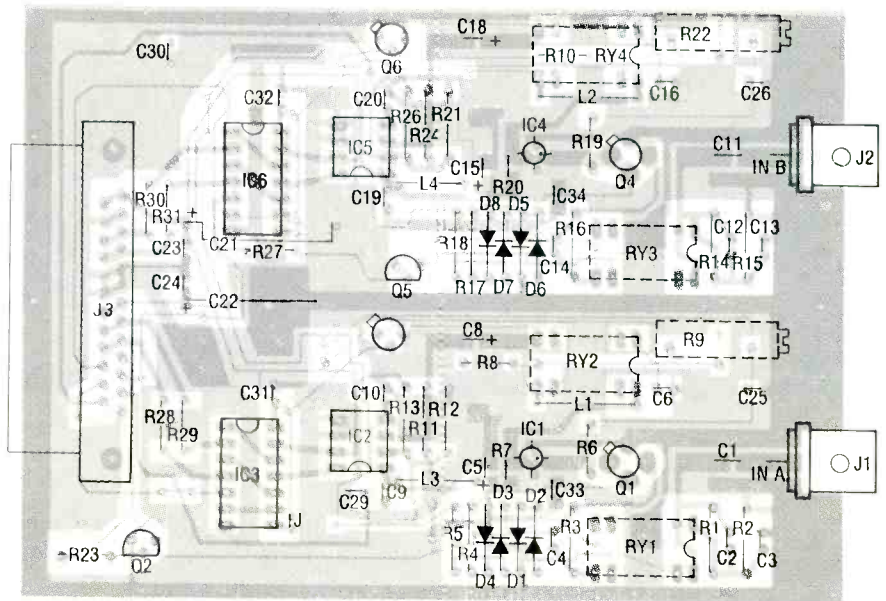 C30
Q6
C18
+
R10
RY4
R22
C32
C20
R26
R24
R21
L2
C16
C26
IC6
IC5
C15
+
IC4
R19
Q4
C11
IN B
J2
R30
R31
+
C19
L4
R20
C34
D8
D5
C23
C21
R27
R18
R16
RY3
C12
C13
C24
C22
+
Q5
R17
D7
D6
C14
R14
R15
J3
C8
+
R8
RY2
R9
C31
C10
R13
R12
R11
L1
C6
C25
R28
R29
IC3
IC2
R7
IC1
R6
Q1
C1
IN A
J1
C29
C9
L3
C5
+
C33
D3
D2
J
R23
Q2
R5
R4
R3
RY1
R1
R2
D4
D1
C4
C2
C3